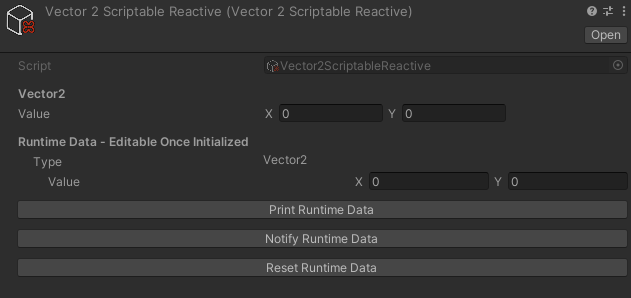 Vector 2 Scriptable Reactive (Vector 2 Scriptable Reactive)
Open
Script Vector2ScriptableReactive
Vector2
Value X 0 Y 0
Runtime Data - Editable Once Initialized
Type Vector2
Value X 0 Y 0
Print Runtime Data
Notify Runtime Data
Reset Runtime Data